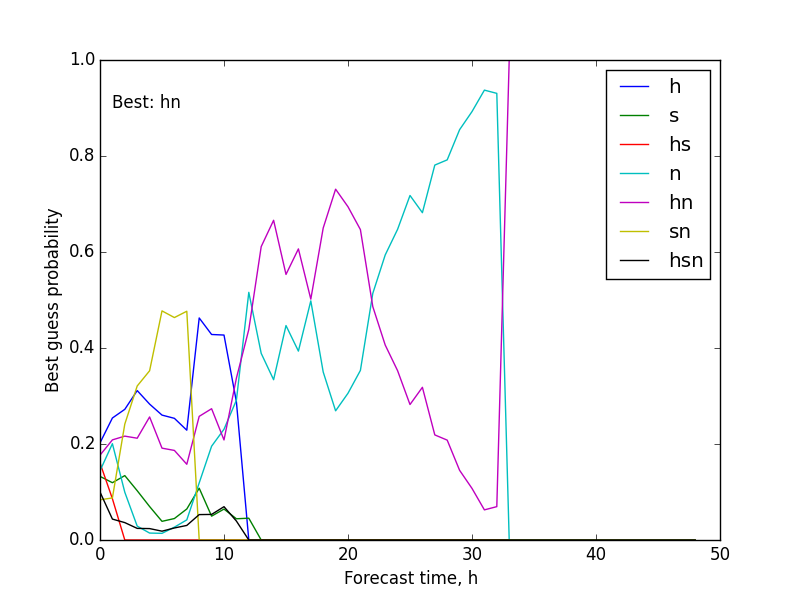 1.0
0.8
0.6
0.4
0.2
0.0
Best guess probability
Best: hn
h
s
hs
n
hn
sn
hsn
0 10 20 30 40 50
Forecast time, h